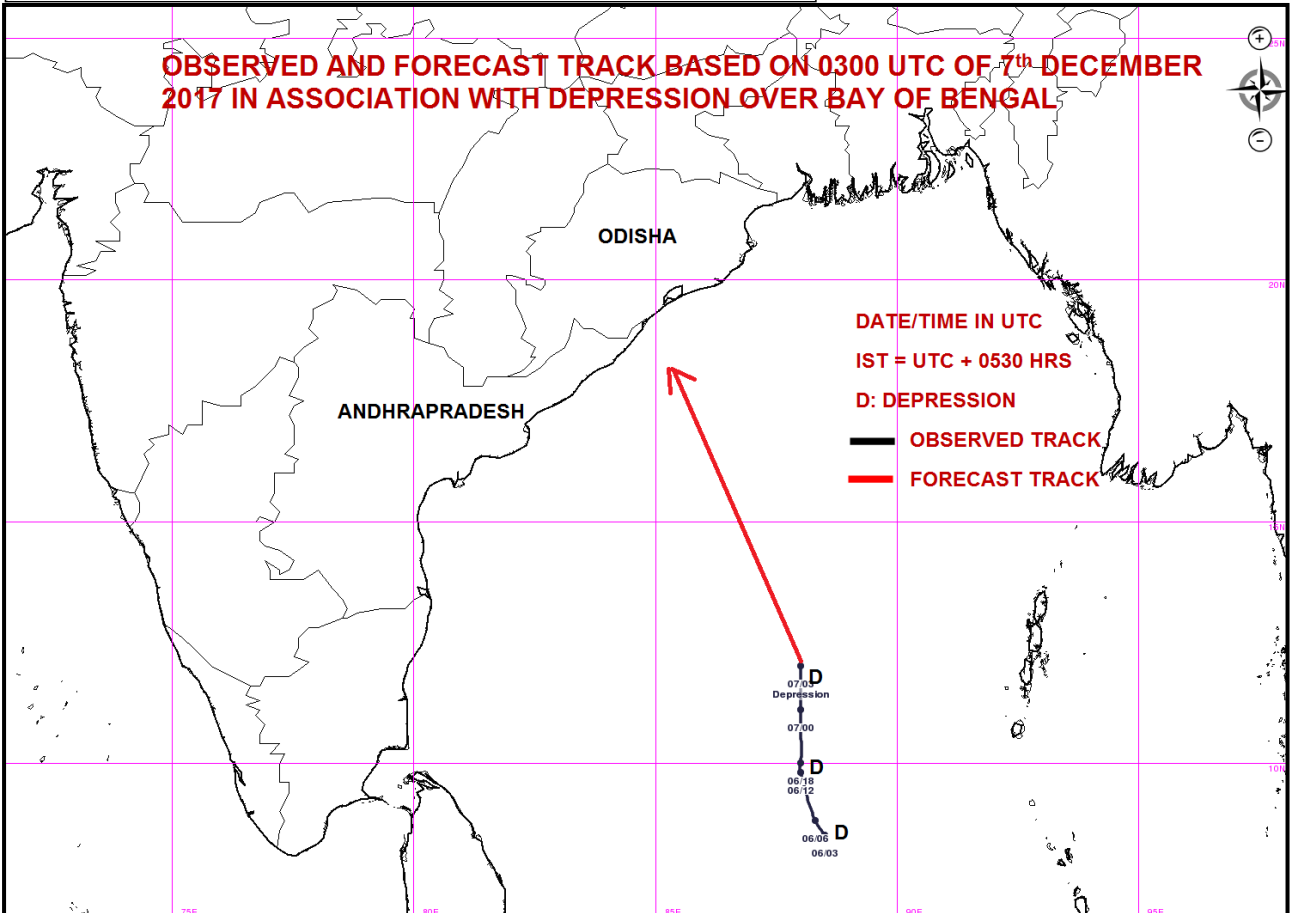 OBSERVED AND FORECAST TRACK BASED ON 0300 UTC OF 7th DECEMBER
2017 IN ASSOCIATION WITH DEPRESSION OVER BAY OF BENGAL
+
25N
-
ODISHA
20N
DATE/TIME IN UTC
IST = UTC + 0530 HRS
D: DEPRESSION
ANDHRAPRADESH
OBSERVED TRACK
FORECAST TRACK
15N
D
07/03
Depression
07/00
D
10N
06/18
06/12
D
06/06
06/03
75E
80E
85E
90E
95E